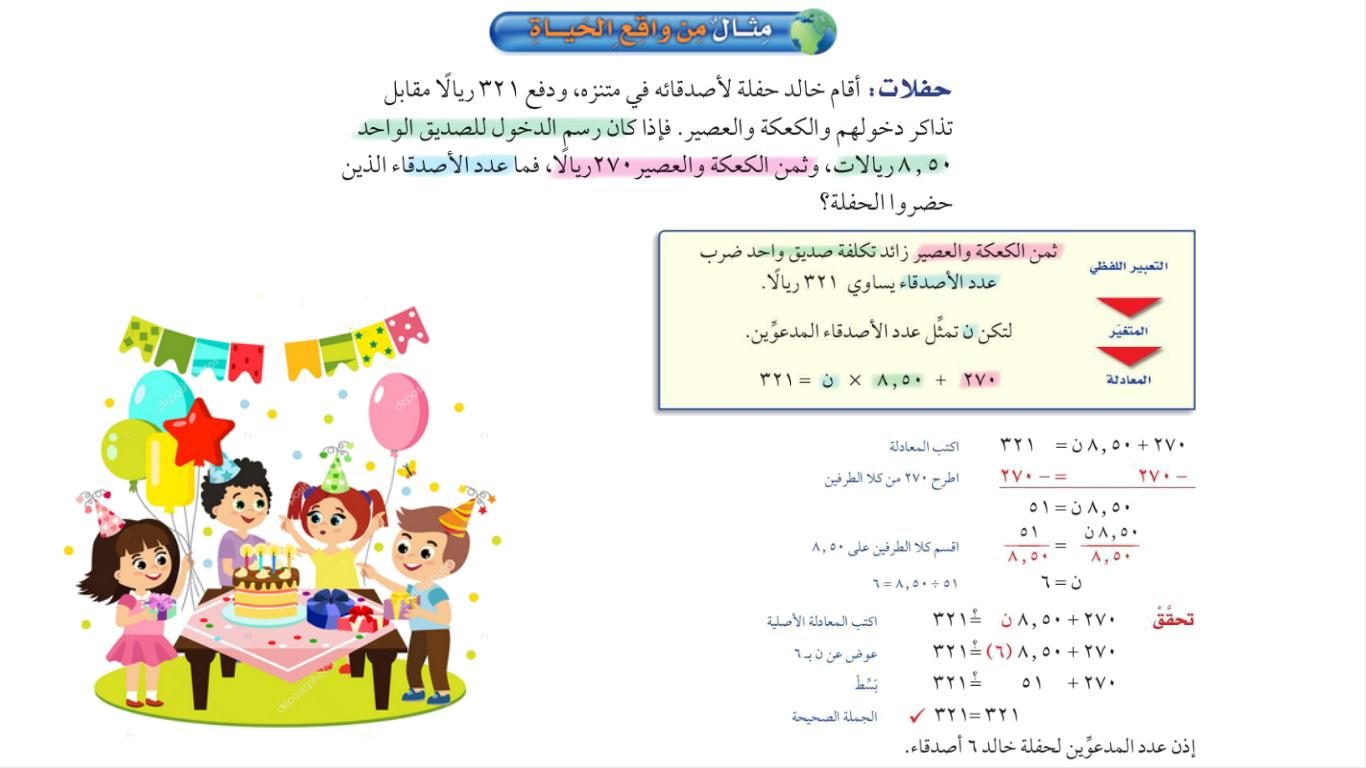 مِثـالٌ مِن واقِعِ الحَيـاةِ
حفلات: أقام خالد حفلة لأصدقائه في متنزه، ودفع ٣٢١ ريالًا مقابل
تذاكر دخولهم والكعكة والعصير. فإذا كان رسم الدخول للصديق الواحد
٨,٥٠ ريالات، وثمن الكعكة والعصير ٢٧٠ ريالًا، فما عدد الأصدقاء الذين
حضروا الحفلة؟
التعبير اللفظي
ثمن الكعكة والعصير زائد تكلفة صديق واحد ضرب
عدد الأصدقاء يساوي ٣٢١ ريالًا.
المتغيّر
لتكن ن تمثِّل عدد الأصدقاء المدعوِّين.
المعادلة
٢٧٠ + ٨,٥٠ × ن = ٣٢١
٢٧٠ + ٨,٥٠ ن = ٣٢١ اكتب المعادلة
- ٢٧٠ = - ٢٧٠ اطرح ٢٧٠ من كلا الطرفين
٨,٥٠ ن = ٥١
٨,٥٠ ن = ٥١
٨,٥٠ ٨,٥٠ اقسم كلا الطرفين على ٨,٥٠
ن = ٦ ٥١ ÷ ٨,٥٠ = ٦
تحقَّقْ ٢٧٠ + ٨,٥٠ ن ≟ ٣٢١ اكتب المعادلة الأصلية
٢٧٠ + ٨,٥٠ (٦) ≟ ٣٢١ عوض عن ن بـ ٦
٢٧٠ + ٥١ ≟ ٣٢١ بَسِّطْ
٣٢١ = ٣٢١ ✓ الجملة الصحيحة
إذن عدد المدعوِّين لحفلة خالد ٦ أصدقاء.
depositphotos